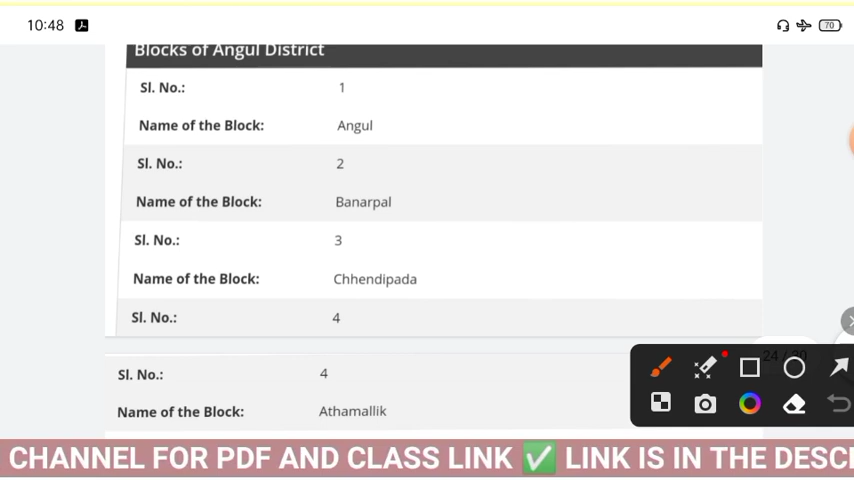 10:48
70
Blocks of Angul District
Sl. No.: 1
Name of the Block: Angul
Sl. No.: 2
Name of the Block: Banarpal
Sl. No.: 3
Name of the Block: Chhendipada
Sl. No.: 4
24 /
Sl. No.: 4
Name of the Block: Athamallik
CHANNEL FOR PDF AND CLASS LINK ✅ LINK IS IN THE DESC